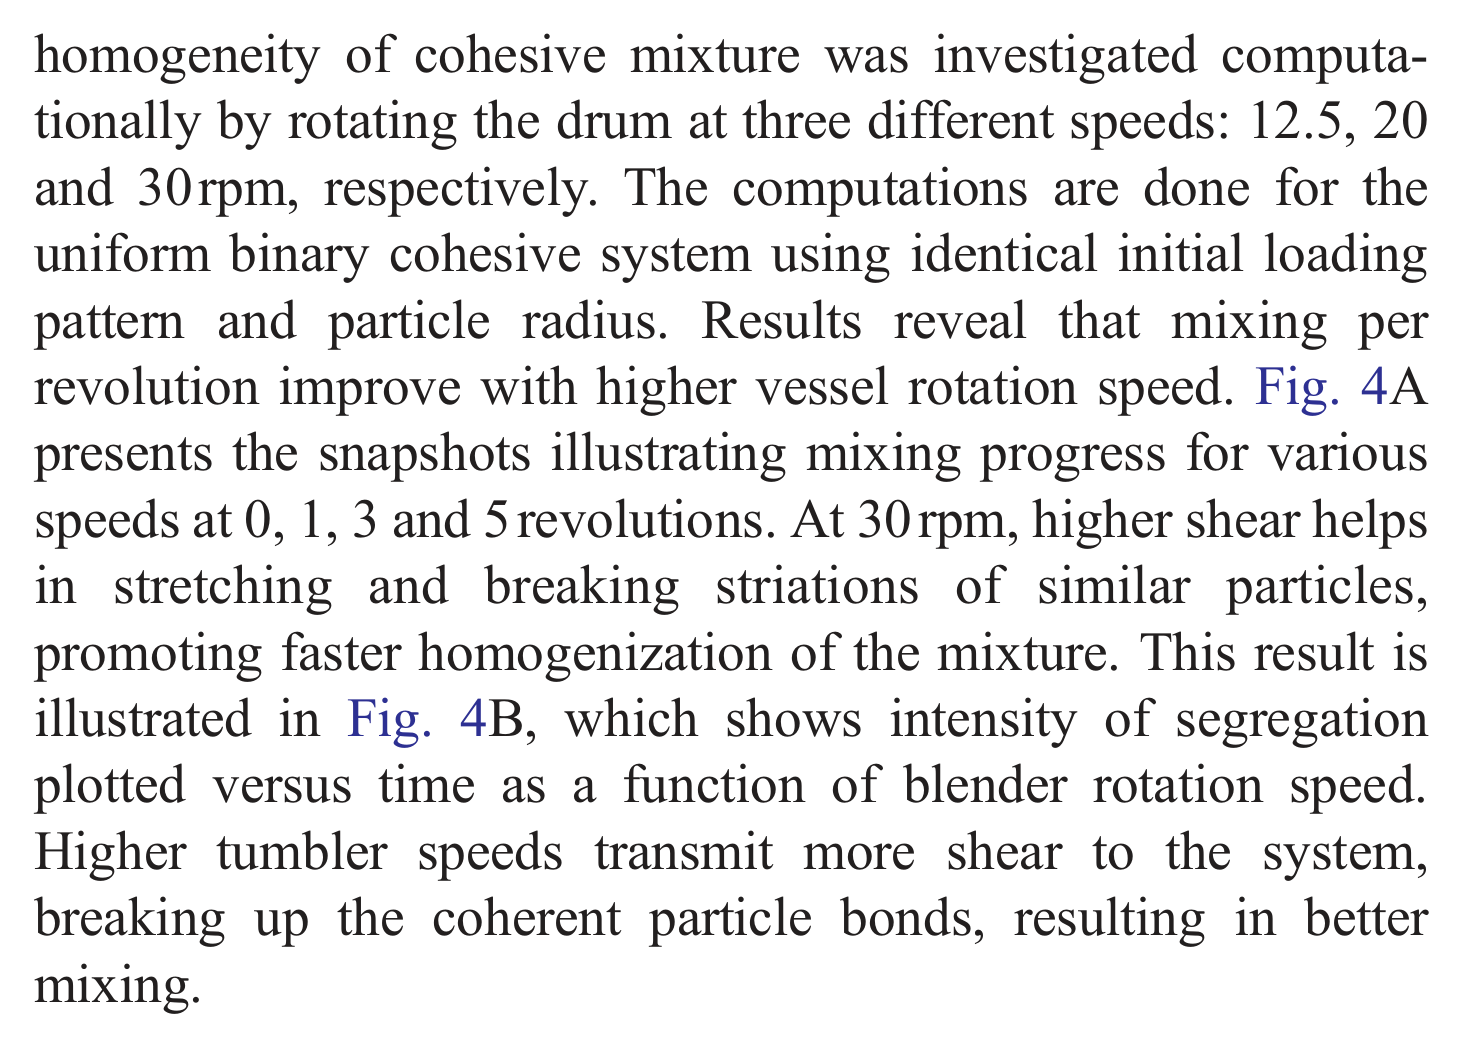 homogeneity of cohesive mixture was investigated computa-
tionally by rotating the drum at three different speeds: 12.5, 20
and 30 rpm, respectively. The computations are done for the
uniform binary cohesive system using identical initial loading
pattern and particle radius. Results reveal that mixing per
revolution improve with higher vessel rotation speed. Fig. 4A
presents the snapshots illustrating mixing progress for various
speeds at 0, 1, 3 and 5 revolutions. At 30 rpm, higher shear helps
in stretching and breaking striations of similar particles,
promoting faster homogenization of the mixture. This result is
illustrated in Fig. 4B, which shows intensity of segregation
plotted versus time as a function of blender rotation speed.
Higher tumbler speeds transmit more shear to the system,
breaking up the coherent particle bonds, resulting in better
mixing.